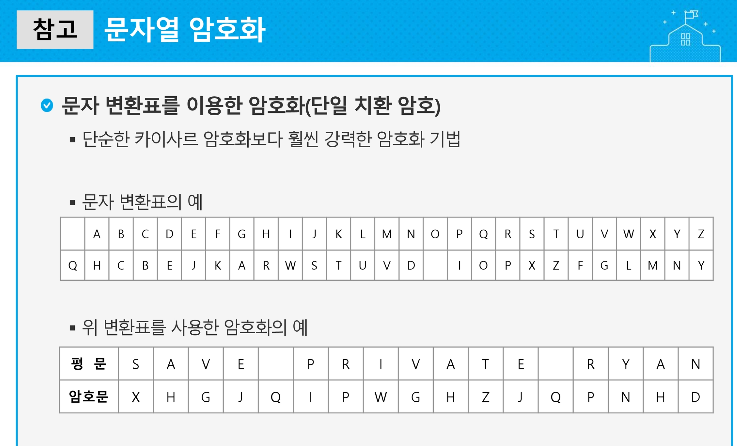 참고 문자열 암호화
문자 변환표를 이용한 암호화(단일 치환 암호)
▪ 단순한 카이사르 암호화보다 훨씬 강력한 암호화 기법
▪ 문자 변환표의 예
A B C D E F G H I J K L M N O P Q R S T U V W X Y Z
Q H C B E J K A R W S T U V D I O P X Z F G L M N Y
▪ 위 변환표를 사용한 암호화의 예
평 문 S A V E P R I V A T E R Y A N
암호문 X H G J Q I P W G H Z J Q P N H D